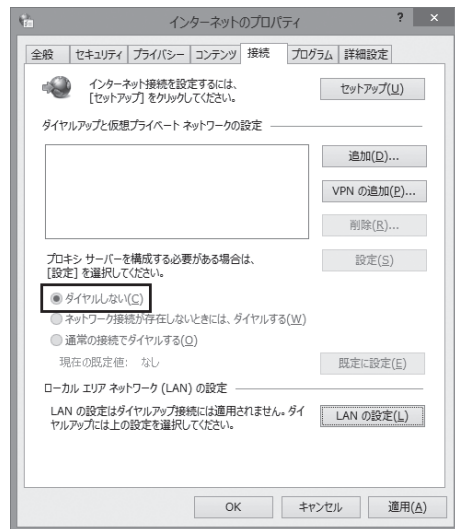 インターネットのプロパティ
? ×
全般 セキュリティ プライバシー コンテンツ 接続 プログラム 詳細設定
インターネット接続を設定するには、
[セットアップ] をクリックしてください。
セットアップ(U)
ダイヤルアップと仮想プライベート ネットワークの設定
追加(D)...
VPN の追加(P)...
削除(R)...
プロキシ サーバーを構成する必要がある場合は、
[設定] を選択してください。
設定(S)
ダイヤルしない(C)
ネットワーク接続が存在しないときには、ダイヤルする(W)
通常の接続でダイヤルする(O)
現在の既定値: なし
既定に設定(E)
ローカル エリア ネットワーク (LAN) の設定
LAN の設定はダイヤルアップ接続には適用されません。ダイ
ヤルアップには上の設定を選択してください。
LAN の設定(L)
OK キャンセル 適用(A)